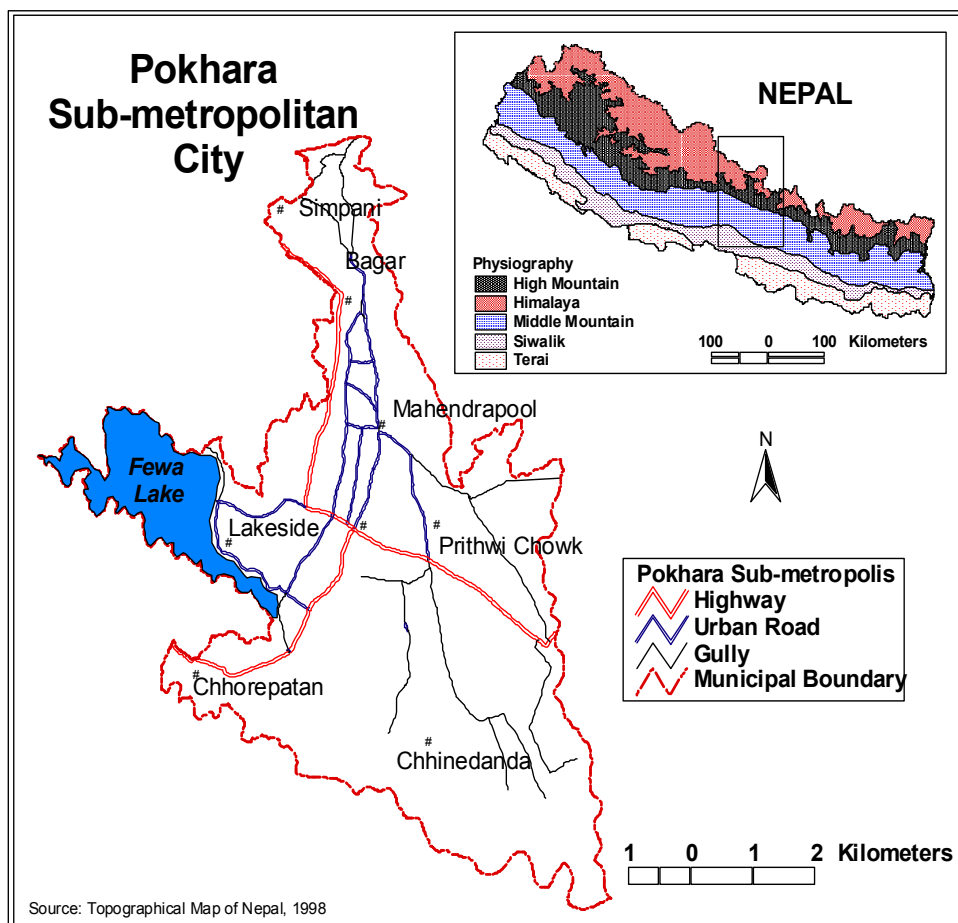 Pokhara
Sub-metropolitan
City
NEPAL
Physiography
High Mountain
Himalaya
Middle Mountain
Siwalik
Terai
100 0 100 Kilometers
# Simpani
Bagar
#
Mahendrapool
#
Fewa
Lake
Lakeside
#
#
#
Prithwi Chowk
N
Pokhara Sub-metropolis
Highway
Urban Road
Gully
Municipal Boundary
#
Chhorepatan
#
Chhinedanda
1 0 1 2 Kilometers
Source: Topographical Map of Nepal, 1998